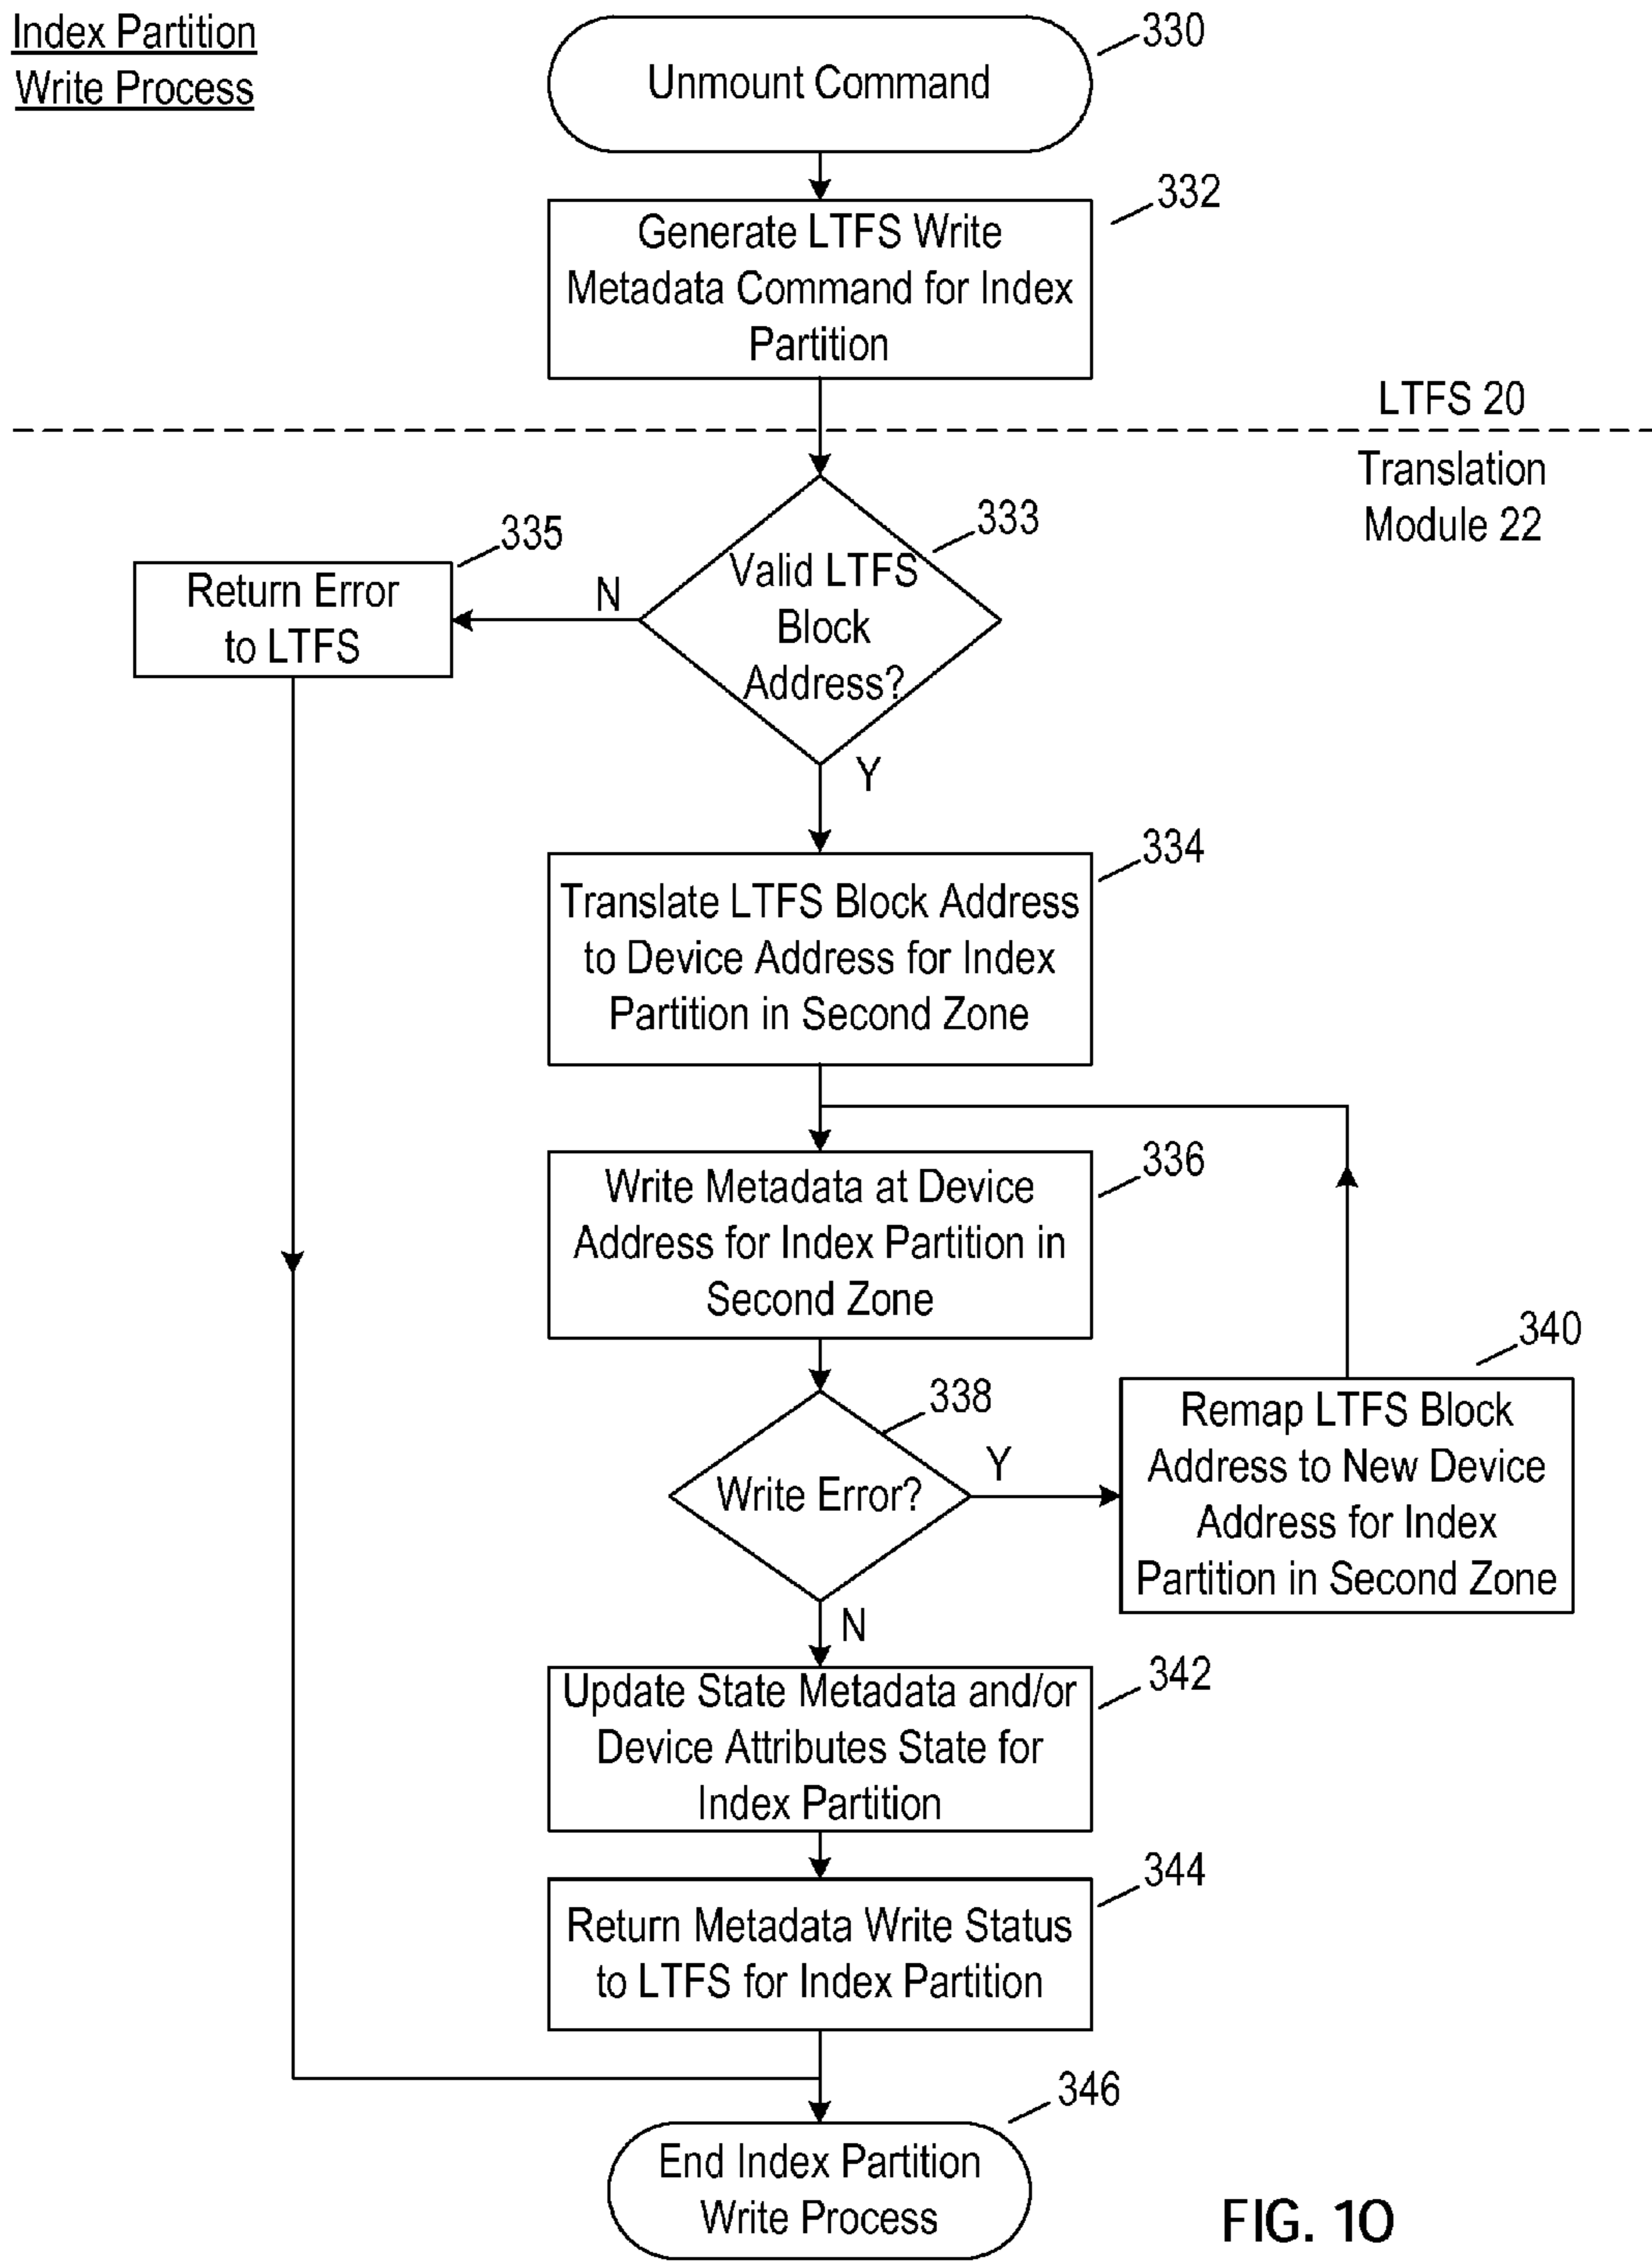 Index Partition
Write Process
330
Unmount Command
332
Generate LTFS Write
Metadata Command for Index
Partition
LTFS 20
Translation
Module 22
333
335
Valid LTFS
Block
Address?
N
Return Error
to LTFS
Y
334
Translate LTFS Block Address
to Device Address for Index
Partition in Second Zone
336
Write Metadata at Device
Address for Index Partition in
Second Zone
338
Write Error?
Y
340
Remap LTFS Block
Address to New Device
Address for Index
Partition in Second Zone
N
342
Update State Metadata and/or
Device Attributes State for
Index Partition
344
Return Metadata Write Status
to LTFS for Index Partition
346
End Index Partition
Write Process
FIG. 10